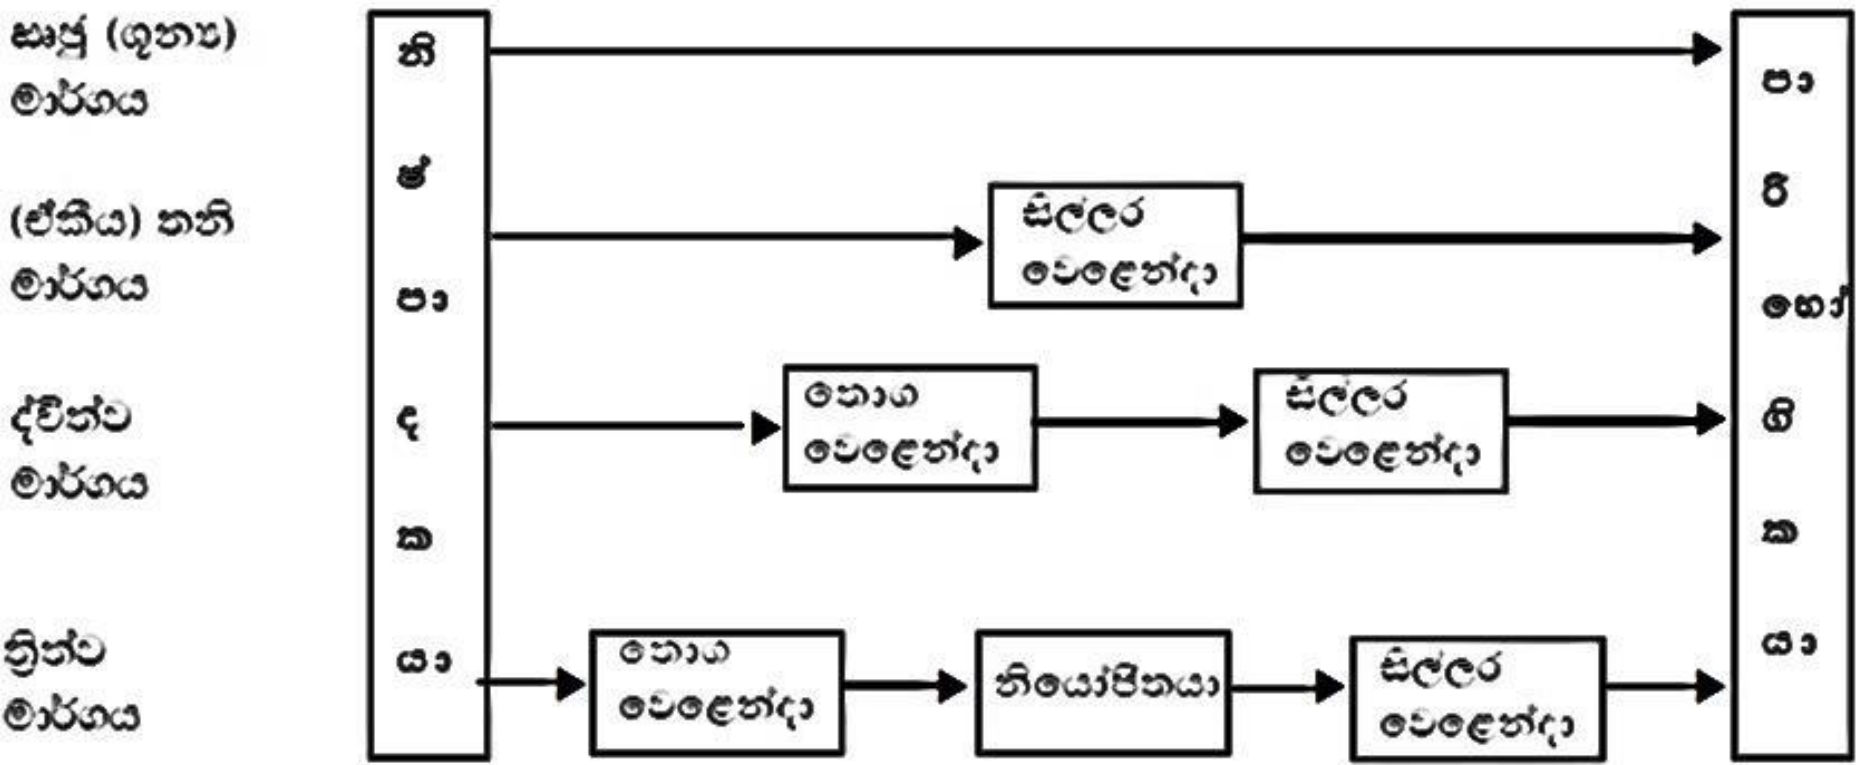 ඍජු (ශූන්‍ය)
මාර්ගය
(ඒකීය) තනි
මාර්ගය
ද්විත්ව
මාර්ගය
ත්‍රිත්ව
මාර්ගය
නි
ෂ්
පා
ද
ක
යා
සිල්ලර
වෙළෙන්දා
තොග
වෙළෙන්දා
සිල්ලර
වෙළෙන්දා
තොග
වෙළෙන්දා
නියෝජිතයා
සිල්ලර
වෙළෙන්දා
පා
රි
භෝ
ගි
ක
යා